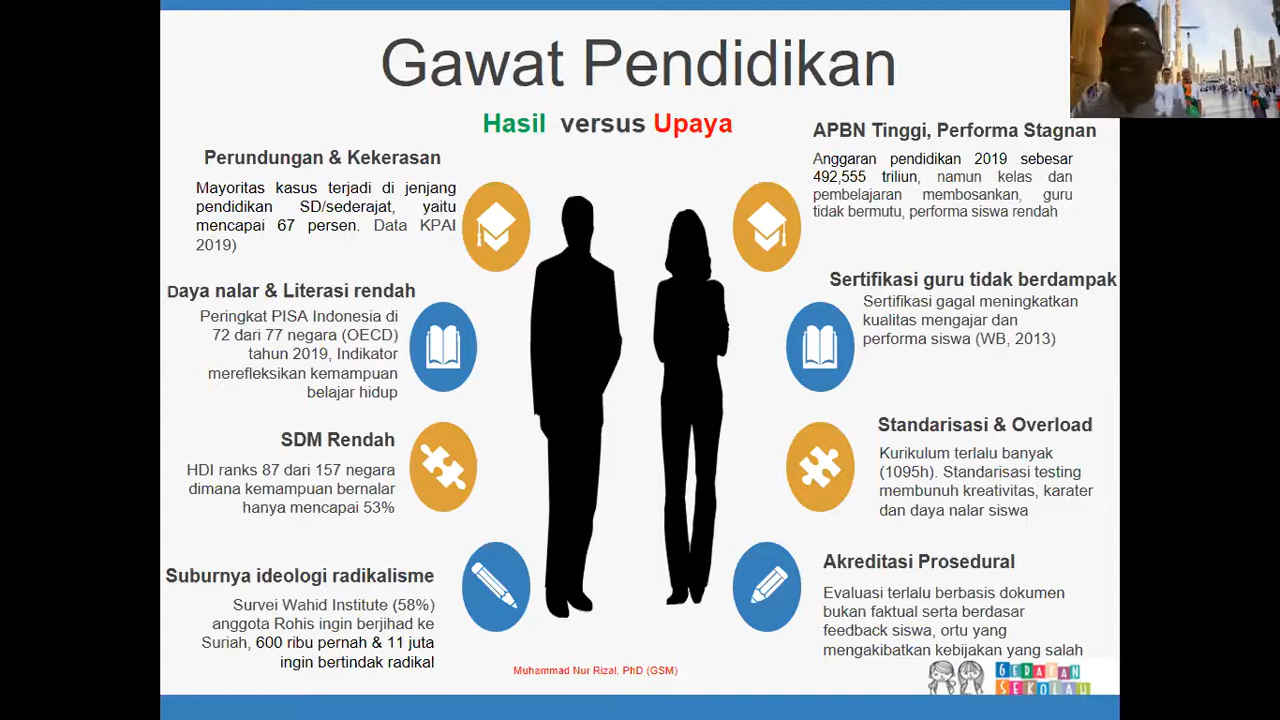 Gawat Pendidikan
Hasil versus Upaya
Perundungan & Kekerasan
Mayoritas kasus terjadi di jenjang
pendidikan SD/sederajat, yaitu
mencapai 67 persen. Data KPAI
2019)
Daya nalar & Literasi rendah
Peringkat PISA Indonesia di
72 dari 77 negara (OECD)
tahun 2019, Indikator
merefleksikan kemampuan
belajar hidup
SDM Rendah
HDI ranks 87 dari 157 negara
dimana kemampuan bernalar
hanya mencapai 53%
Suburnya ideologi radikalisme
Survei Wahid Institute (58%)
anggota Rohis ingin berjihad ke
Suriah, 600 ribu pernah & 11 juta
ingin bertindak radikal
APBN Tinggi, Performa Stagnan
Anggaran pendidikan 2019 sebesar
492,555 triliun, namun kelas dan
pembelajaran membosankan, guru
tidak bermutu, performa siswa rendah
Sertifikasi guru tidak berdampak
Sertifikasi gagal meningkatkan
kualitas mengajar dan
performa siswa (WB, 2013)
Standarisasi & Overload
Kurikulum terlalu banyak
(1095h). Standarisasi testing
membunuh kreativitas, karater
dan daya nalar siswa
Akreditasi Prosedural
Evaluasi terlalu berbasis dokumen
bukan faktual serta berdasar
feedback siswa, ortu yang
mengakibatkan kebijakan yang salah
Muhammad Nur Rizal, PhD (GSM)
GERAKAN
SEKOLAH